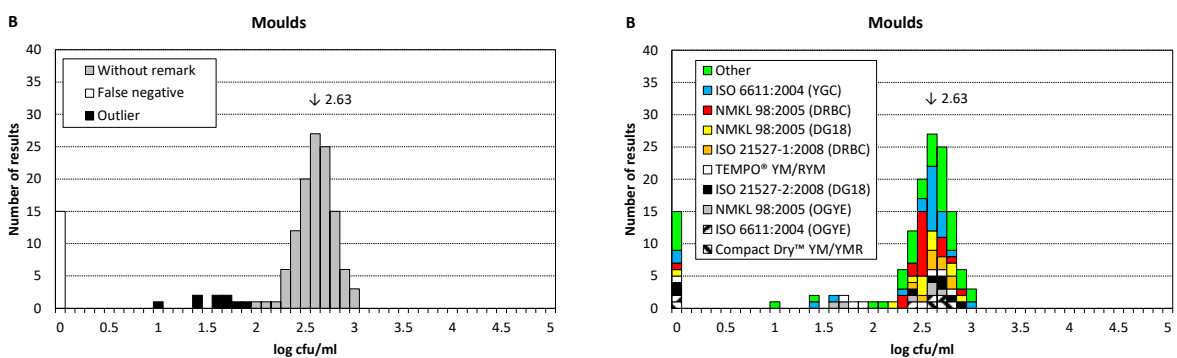 B
Moulds
Number of results
40
35
30
25
20
15
10
5
0
Without remark
False negative
Outlier
↓ 2.63
0 0.5 1 1.5 2 2.5 3 3.5 4 4.5 5
log cfu/ml
B
Moulds
Number of results
40
35
30
25
20
15
10
5
0
Other
ISO 6611:2004 (YGC)
NMKL 98:2005 (DRBC)
NMKL 98:2005 (DG18)
ISO 21527-1:2008 (DRBC)
TEMPO® YM/RYM
ISO 21527-2:2008 (DG18)
NMKL 98:2005 (OGYE)
ISO 6611:2004 (OGYE)
Compact Dry™ YM/YMR
↓ 2.63
0 0.5 1 1.5 2 2.5 3 3.5 4 4.5 5
log cfu/ml